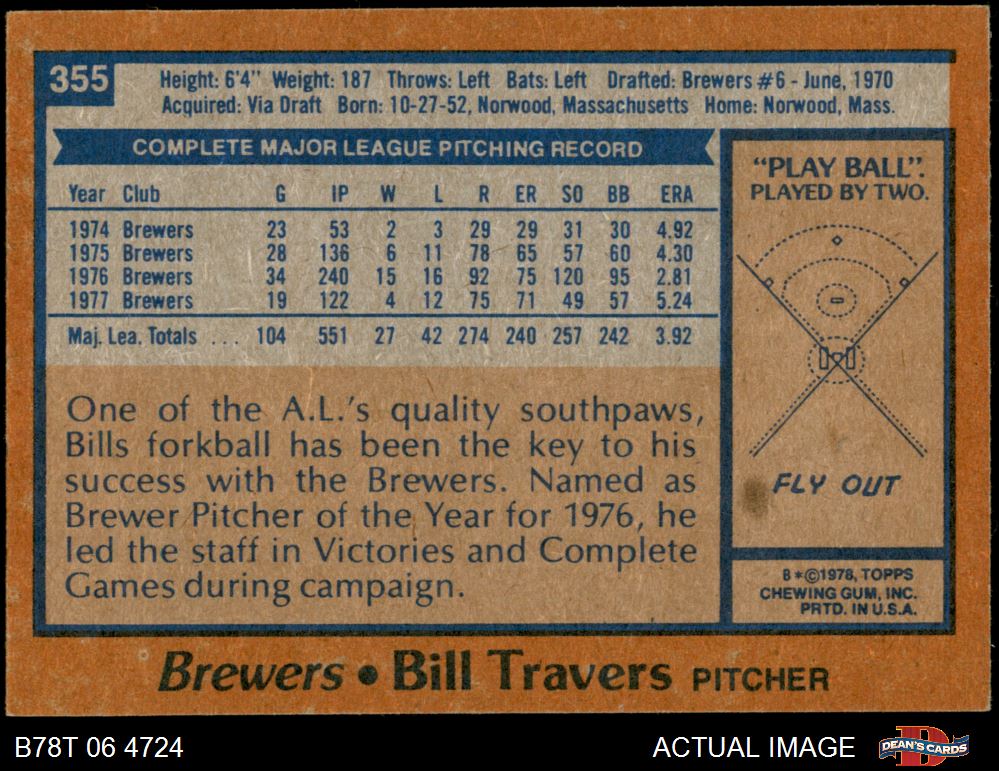 355
Height: 6'4" Weight: 187 Throws: Left Bats: Left Drafted: Brewers #6 - June, 1970
Acquired: Via Draft Born: 10-27-52, Norwood, Massachusetts Home: Norwood, Mass.
COMPLETE MAJOR LEAGUE PITCHING RECORD
Year Club G IP W L R ER SO BB ERA
1974 Brewers 23 53 2 3 29 29 31 30 4.92
1975 Brewers 28 136 6 11 78 65 57 60 4.30
1976 Brewers 34 240 15 16 92 75 120 95 2.81
1977 Brewers 19 122 4 12 75 71 49 57 5.24
Maj. Lea. Totals ... 104 551 27 42 274 240 257 242 3.92
One of the A.L.'s quality southpaws,
Bills forkball has been the key to his
success with the Brewers. Named as
Brewer Pitcher of the Year for 1976, he
led the staff in Victories and Complete
Games during campaign.
"PLAY BALL".
PLAYED BY TWO.
FLY OUT
B*©1978, TOPPS
CHEWING GUM, INC.
PRTD. IN U.S.A.
Brewers • Bill Travers PITCHER
B78T 06 4724
ACTUAL IMAGE
DEAN'S CARDS